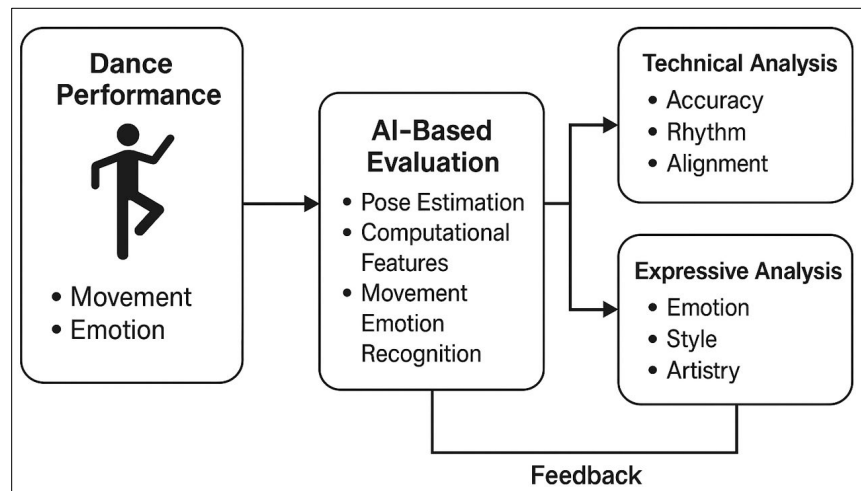 Dance
Performance
• Movement
• Emotion
AI-Based
Evaluation
• Pose Estimation
• Computational
Features
• Movement
Emotion
Recognition
Technical Analysis
• Accuracy
• Rhythm
• Alignment
Expressive Analysis
• Emotion
• Style
• Artistry
Feedback